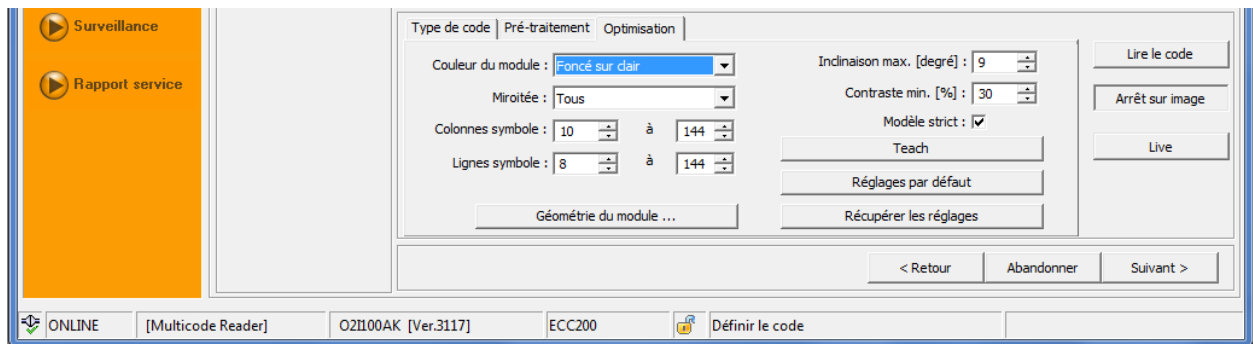 Surveillance
Rapport service
Type de code Pré-traitement Optimisation
Couleur du module : Foncé sur clair
Miroitée : Tous
Colonnes symbole : 10 à 144
Lignes symbole : 8 à 144
Géométrie du module ...
Inclinaison max. [degré] : 9
Contraste min. [%] : 30
Modèle strict :
Teach
Réglages par défaut
Récupérer les réglages
Lire le code
Arrêt sur image
Live
< Retour Abandonner Suivant >
ONLINE [Multicode Reader] O2I100AK [Ver.3117] ECC200 Définir le code